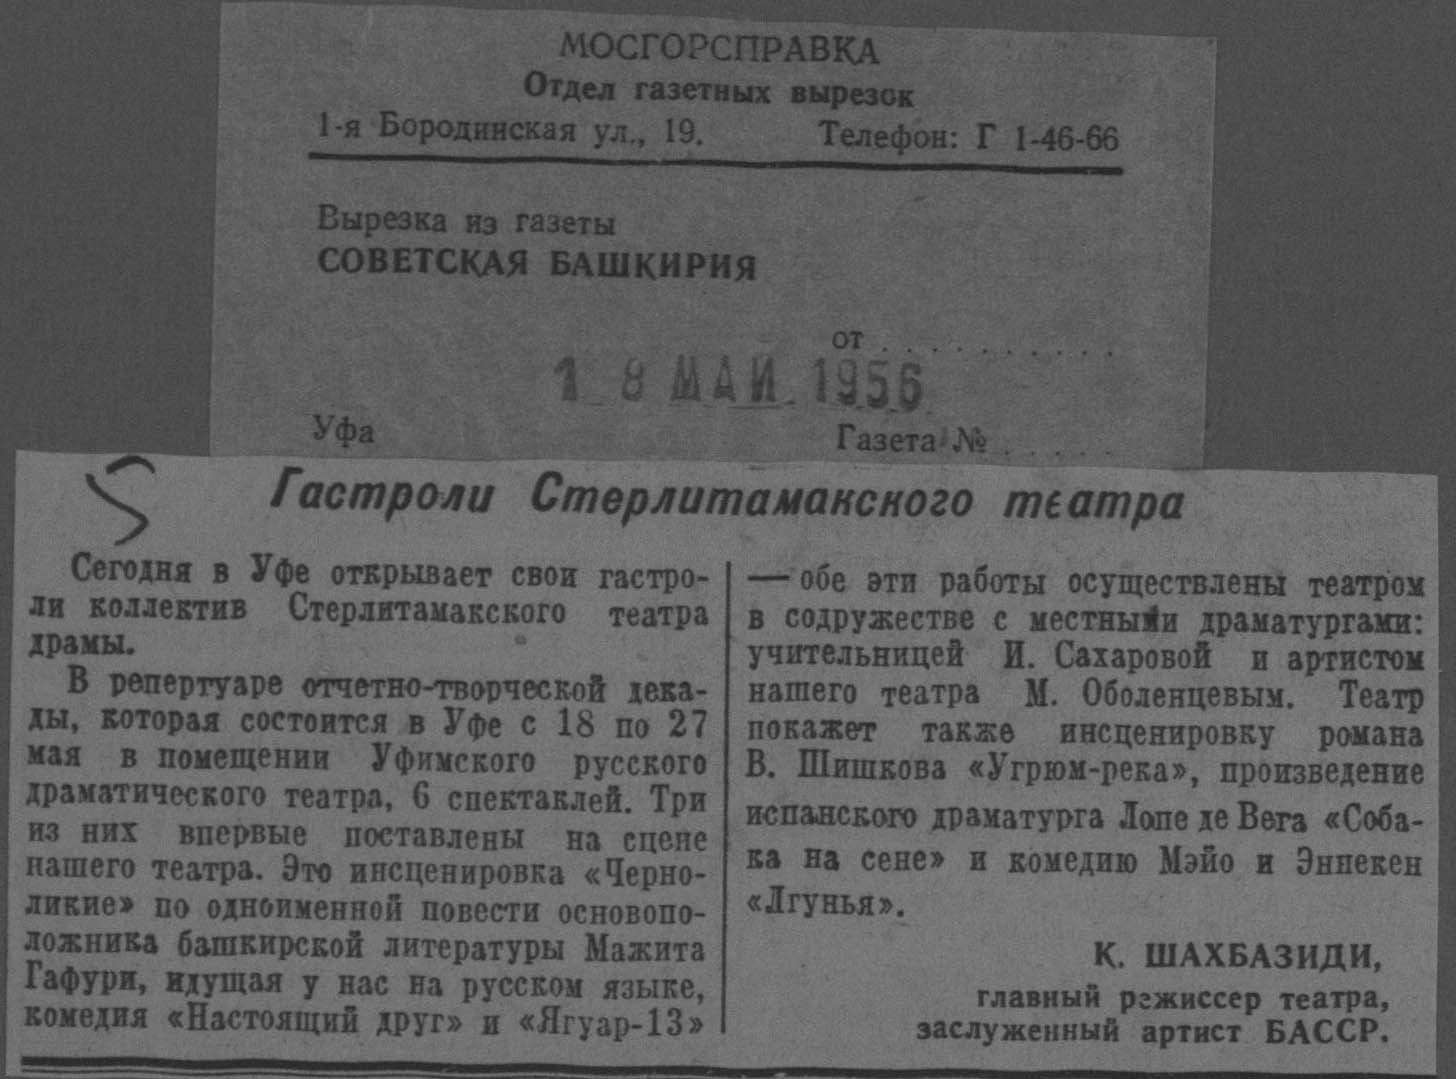 МОСГОРСПРАВКА
Отдел газетных вырезок
1-я Бородинская ул., 19. Телефон: Г 1-46-66
Вырезка из газеты
СОВЕТСКАЯ БАШКИРИЯ
от . . . . . . . . . .
18 МАЙ 1956
Уфа Газета № . . . . .
Гастроли Стерлитамакского театра
Сегодня в Уфе открывает свои гастро-
ли коллектив Стерлитамакского театра
драмы.
В репертуаре отчетно-творческой дека-
ды, которая состоится в Уфе с 18 по 27
мая в помещении Уфимского русского
драматического театра, 6 спектаклей. Три
из них впервые поставлены на сцене
нашего театра. Это инсценировка «Черно-
ликие» по одноименной повести осново­по-
ложника башкирской литературы Мажита
Гафури, идущая у нас на русском языке,
комедия «Настоящий друг» и «Ягуар-13»
— обе эти работы осуществлены театром
в содружестве с местными драматургами:
учительницей И. Сахаровой и артистом
нашего театра М. Оболенцевым. Театр
покажет также инсценировку романа
В. Шишкова «Угрюм-река», произведение
испанского драматурга Лопе де Вега «Соба-
ка на сене» и комедию Мэйо и Эннекен
«Лгунья».
К. ШАХБАЗИДИ,
главный режиссер театра,
заслуженный артист БАССР.